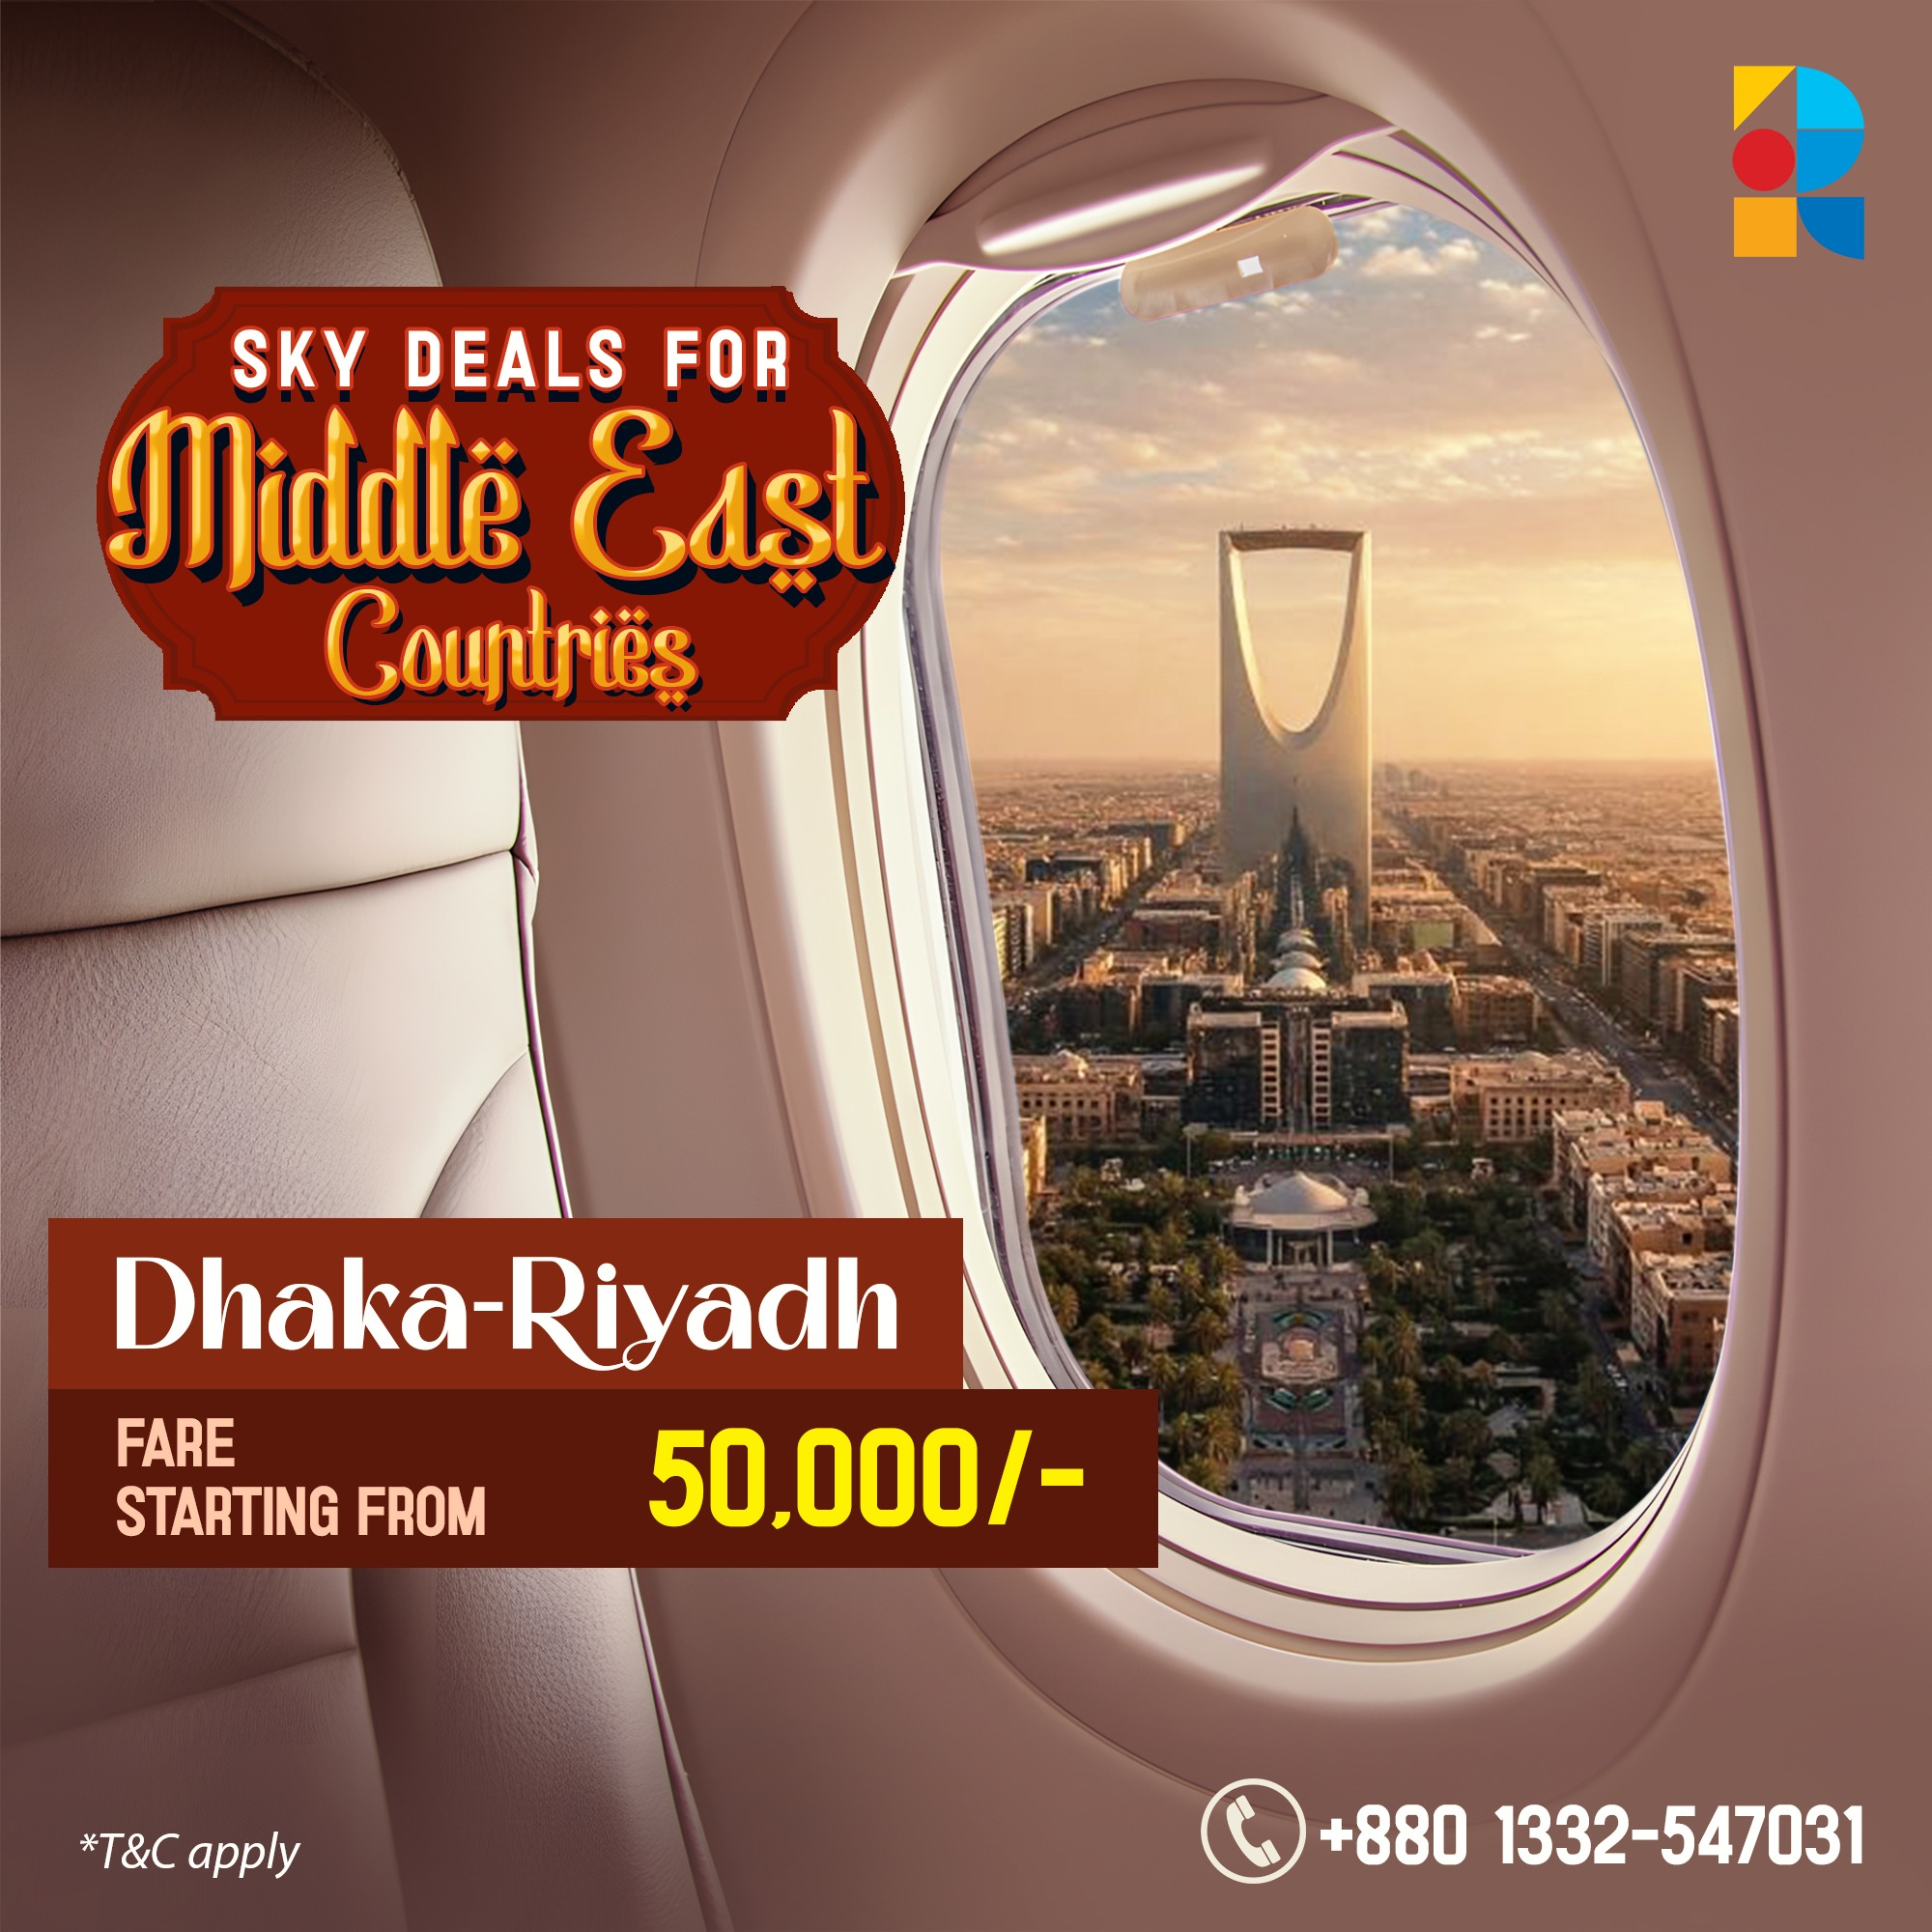 SKY DEALS FOR
Middlë East
Countriës
Dhaka-Riyadh
FARE
STARTING FROM
50,000/-
*T&C apply
+880 1332-547031